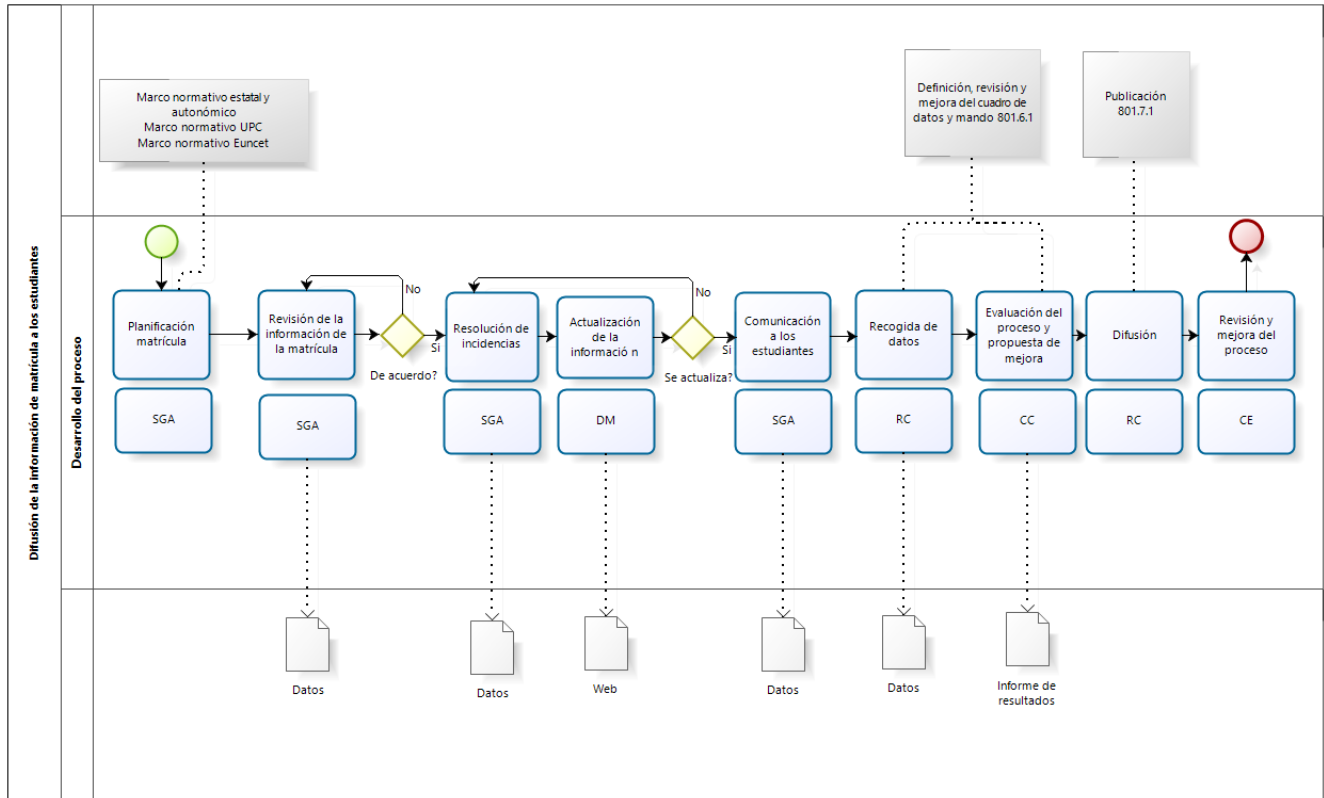 Difusión de la información de matrícula a los estudiantes
Desarrollo del proceso
Marco normativo estatal y
autonómico
Marco normativo UPC
Marco normativo Euncet
Definición, revisión y
mejora del cuadro de
datos y mando 801.6.1
Publicación
801.7.1
Planificación
matrícula
Revisión de la
información de
la matrícula
No
Si
De acuerdo?
Resolución de
incidencias
Actualización
de la
informació n
No
Si
Se actualiza?
Comunicación
a los
estudiantes
Recogida de
datos
Evaluación del
proceso y
propuesta de
mejora
Difusión
Revisión y
mejora del
proceso
SGA
SGA
SGA
DM
SGA
RC
CC
RC
CE
Datos
Datos
Web
Datos
Datos
Informe de
resultados